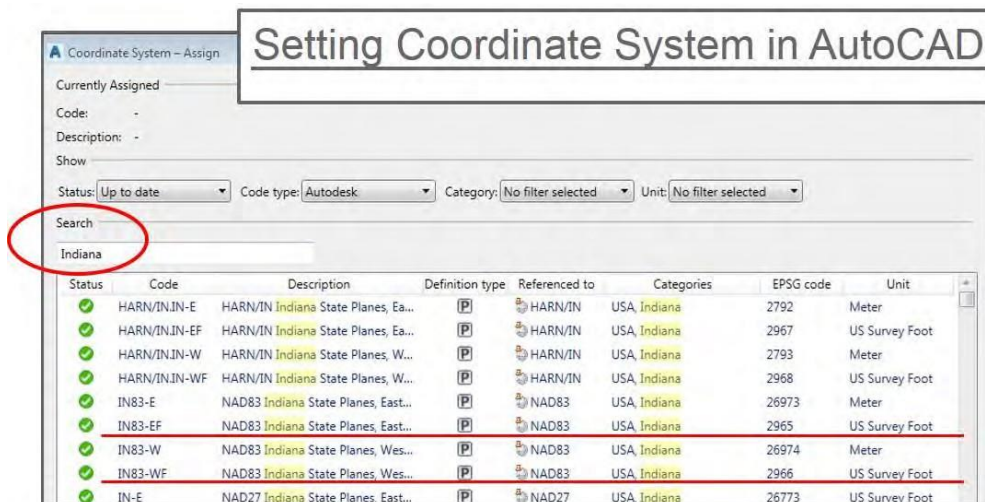 Setting Coordinate System in AutoCAD
Coordinate System – Assign
Currently Assigned
Code: -
Description: -
Show
Status: Up to date Code type: Autodesk Category: No filter selected Unit: No filter selected
Search
Indiana
Status Code Description Definition type Referenced to Categories EPSG code Unit
HARN/IN.IN-E HARN/IN Indiana State Planes, Ea... P HARN/IN USA, Indiana 2792 Meter
HARN/IN.IN-EF HARN/IN Indiana State Planes, Ea... P HARN/IN USA, Indiana 2967 US Survey Foot
HARN/IN.IN-W HARN/IN Indiana State Planes, W... P HARN/IN USA, Indiana 2793 Meter
HARN/IN.IN-WF HARN/IN Indiana State Planes, W... P HARN/IN USA, Indiana 2968 US Survey Foot
IN83-E NAD83 Indiana State Planes, East... P NAD83 USA, Indiana 26973 Meter
IN83-EF NAD83 Indiana State Planes, East... P NAD83 USA, Indiana 2965 US Survey Foot
IN83-W NAD83 Indiana State Planes, Wes... P NAD83 USA, Indiana 26974 Meter
IN83-WF NAD83 Indiana State Planes, Wes... P NAD83 USA, Indiana 2966 US Survey Foot
IN-E NAD27 Indiana State Planes, East... P NAD27 USA, Indiana 26773 US Survey Foot